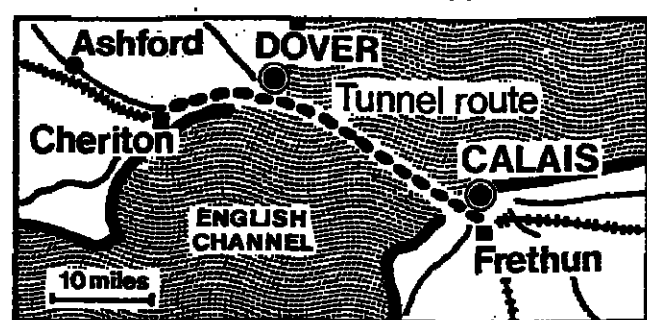 Ashford
DOVER
Tunnel route
Cheriton
CALAIS
ENGLISH
CHANNEL
Frethun
10 miles